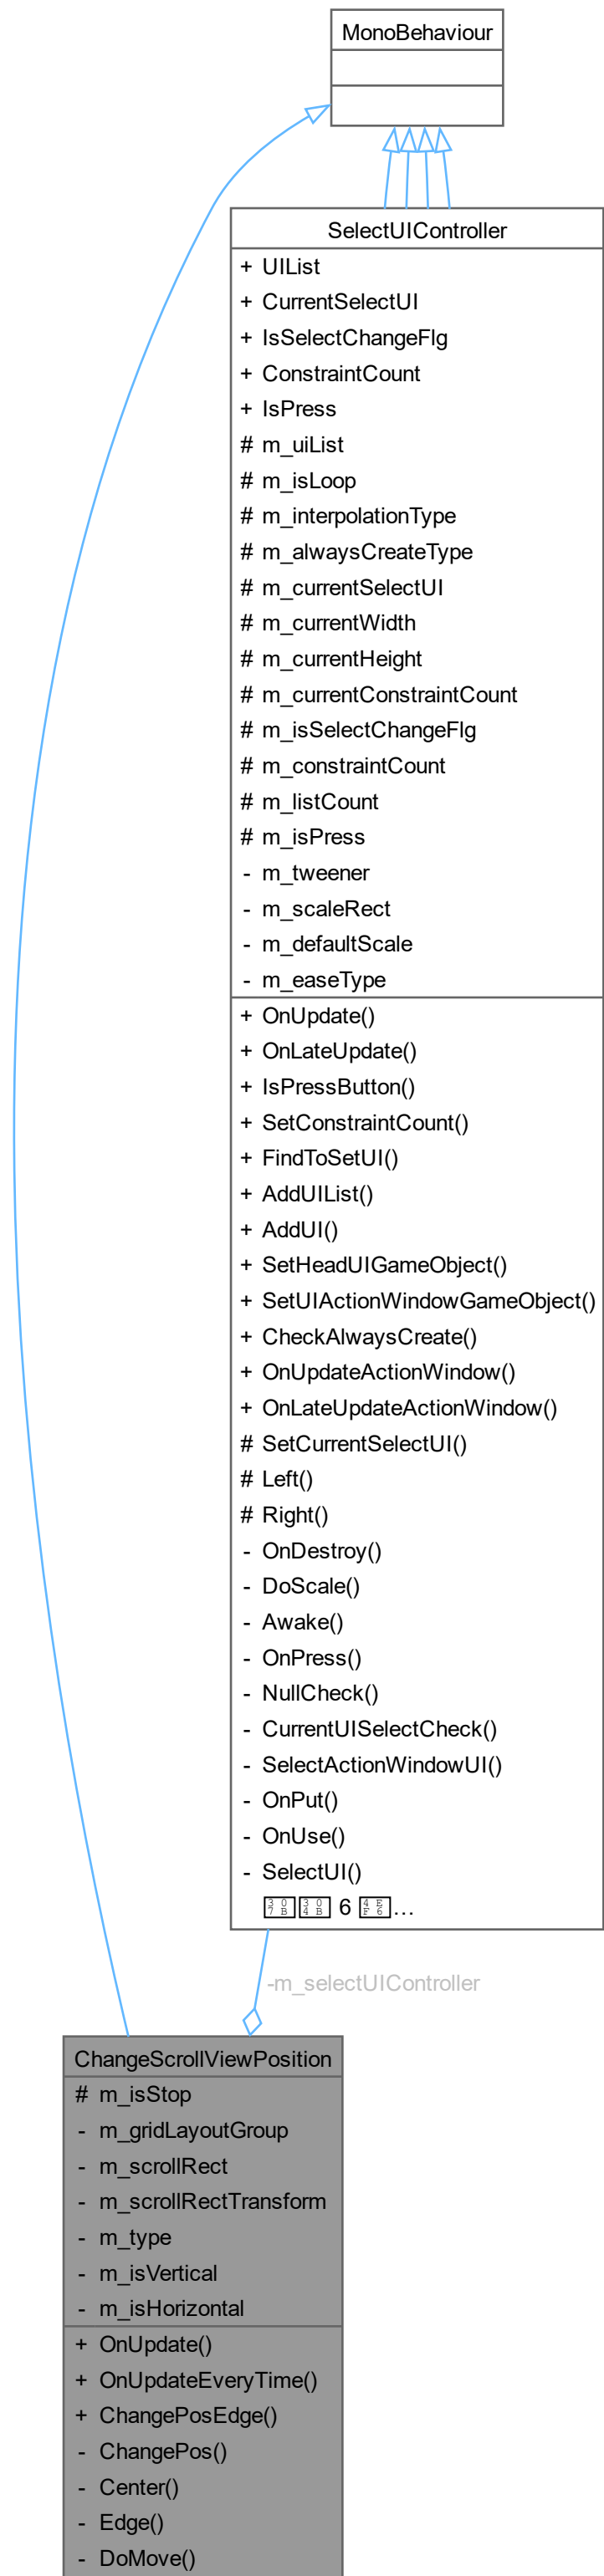 MonoBehaviour
SelectUIController
+ UIList
+ CurrentSelectUI
+ IsSelectChangeFlg
+ ConstraintCount
+ IsPress
# m_uiList
# m_isLoop
# m_interpolationType
# m_alwaysCreateType
# m_currentSelectUI
# m_currentWidth
# m_currentHeight
# m_currentConstraintCount
# m_isSelectChangeFlg
# m_constraintCount
# m_listCount
# m_isPress
- m_tweener
- m_scaleRect
- m_defaultScale
- m_easeType
+ OnUpdate()
+ OnLateUpdate()
+ IsPressButton()
+ SetConstraintCount()
+ FindToSetUI()
+ AddUIList()
+ AddUI()
+ SetHeadUIGameObject()
+ SetUIActionWindowGameObject()
+ CheckAlwaysCreate()
+ OnUpdateActionWindow()
+ OnLateUpdateActionWindow()
# SetCurrentSelectUI()
# Left()
# Right()
- OnDestroy()
- DoScale()
- Awake()
- OnPress()
- NullCheck()
- CurrentUISelectCheck()
- SelectActionWindowUI()
- OnPut()
- OnUse()
- SelectUI()
6 ...
-m_selectUIController
ChangeScrollViewPosition
# m_isStop
- m_gridLayoutGroup
- m_scrollRect
- m_scrollRectTransform
- m_type
- m_isVertical
- m_isHorizontal
+ OnUpdate()
+ OnUpdateEveryTime()
+ ChangePosEdge()
- ChangePos()
- Center()
- Edge()
- DoMove()